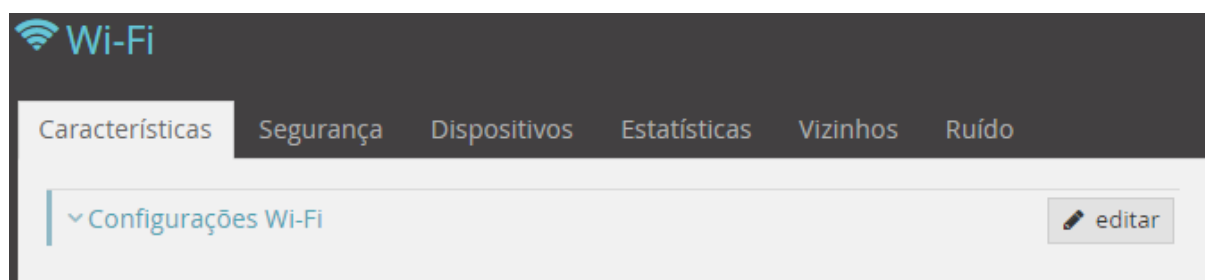 Wi-Fi
Características Segurança Dispositivos Estatísticas Vizinhos Ruído
Configurações Wi-Fi editar